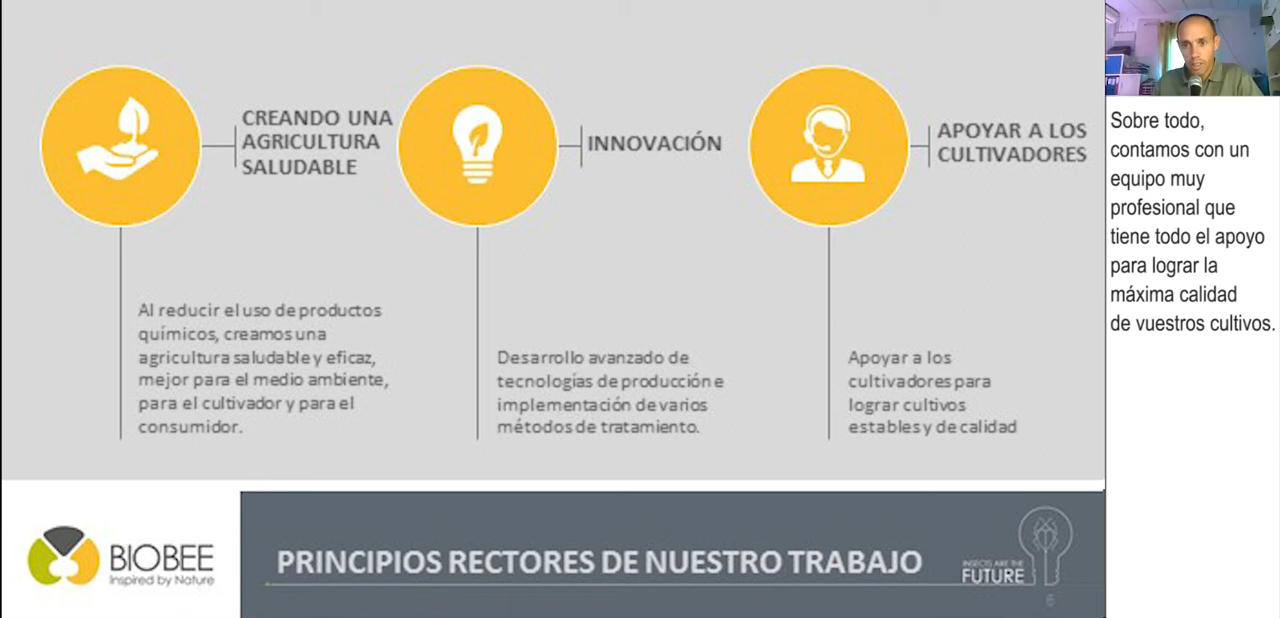 CREANDO UNA
AGRICULTURA
SALUDABLE
Al reducir el uso de productos
químicos, creamos una
agricultura saludable y eficaz,
mejor para el medio ambiente,
para el cultivador y para el
consumidor.
INNOVACIÓN
Desarrollo avanzado de
tecnologías de producción e
implementación de varios
métodos de tratamiento.
APOYAR A LOS
CULTIVADORES
Apoyar a los
cultivadores para
lograr cultivos
estables y de calidad
Sobre todo,
contamos con un
equipo muy
profesional que
tiene todo el apoyo
para lograr la
máxima calidad
de vuestros cultivos.
BIOBEE
Inspired by Nature
PRINCIPIOS RECTORES DE NUESTRO TRABAJO
INSECTS ARE THE
FUTURE
6